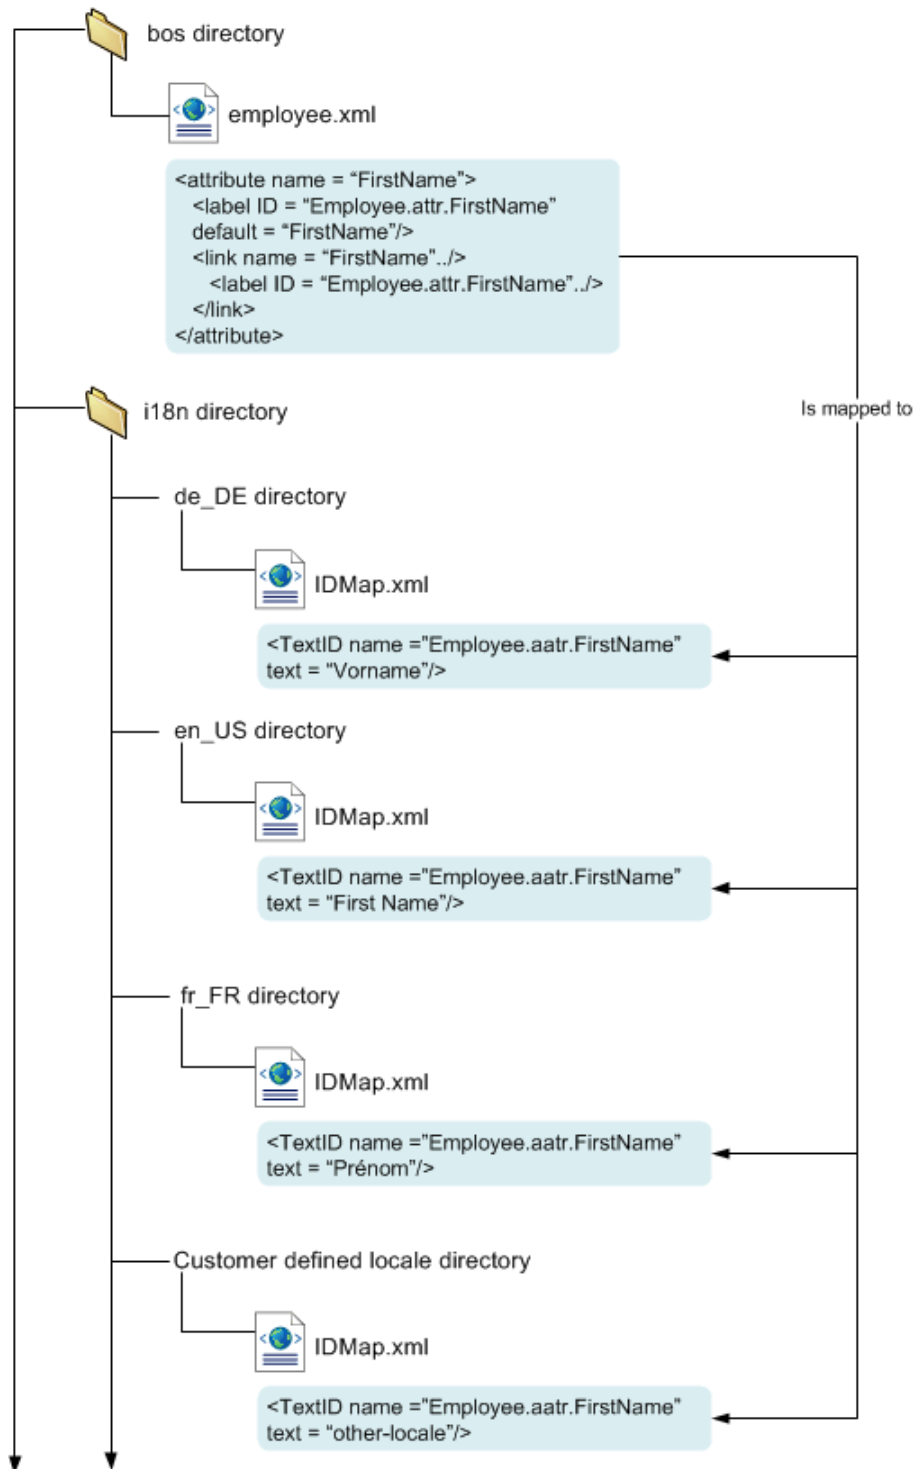 bos directory
employee.xml
<attribute name = “FirstName”>
<label ID = “Employee.attr.FirstName”
default = “FirstName”/>
<link name = “FirstName”../>
<label ID = “Employee.attr.FirstName”../>
</link>
</attribute>
i18n directory
Is mapped to
de_DE directory
IDMap.xml
<TextID name =”Employee.aatr.FirstName”
text = “Vorname”/>
en_US directory
IDMap.xml
<TextID name =”Employee.aatr.FirstName”
text = “First Name”/>
fr_FR directory
IDMap.xml
<TextID name =”Employee.aatr.FirstName”
text = “Prénom”/>
Customer defined locale directory
IDMap.xml
<TextID name =”Employee.aatr.FirstName”
text = “other-locale”/>